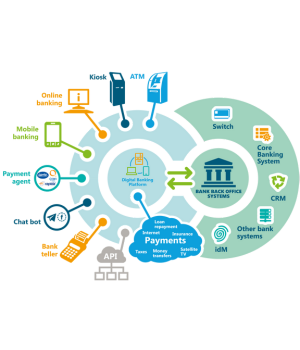 Kiosk
ATM
Online
banking
Mobile
banking
Payment
agent
Chat bot
Bank
teller
API
Digital Banking
Platform
BANK BACK OFFICE
SYSTEMS
Switch
Core
Banking
System
CRM
Other bank
systems
idM
Loan
repayment
Internet
Insurance
Payments
Taxes
Money
transfers
Satellite
TV